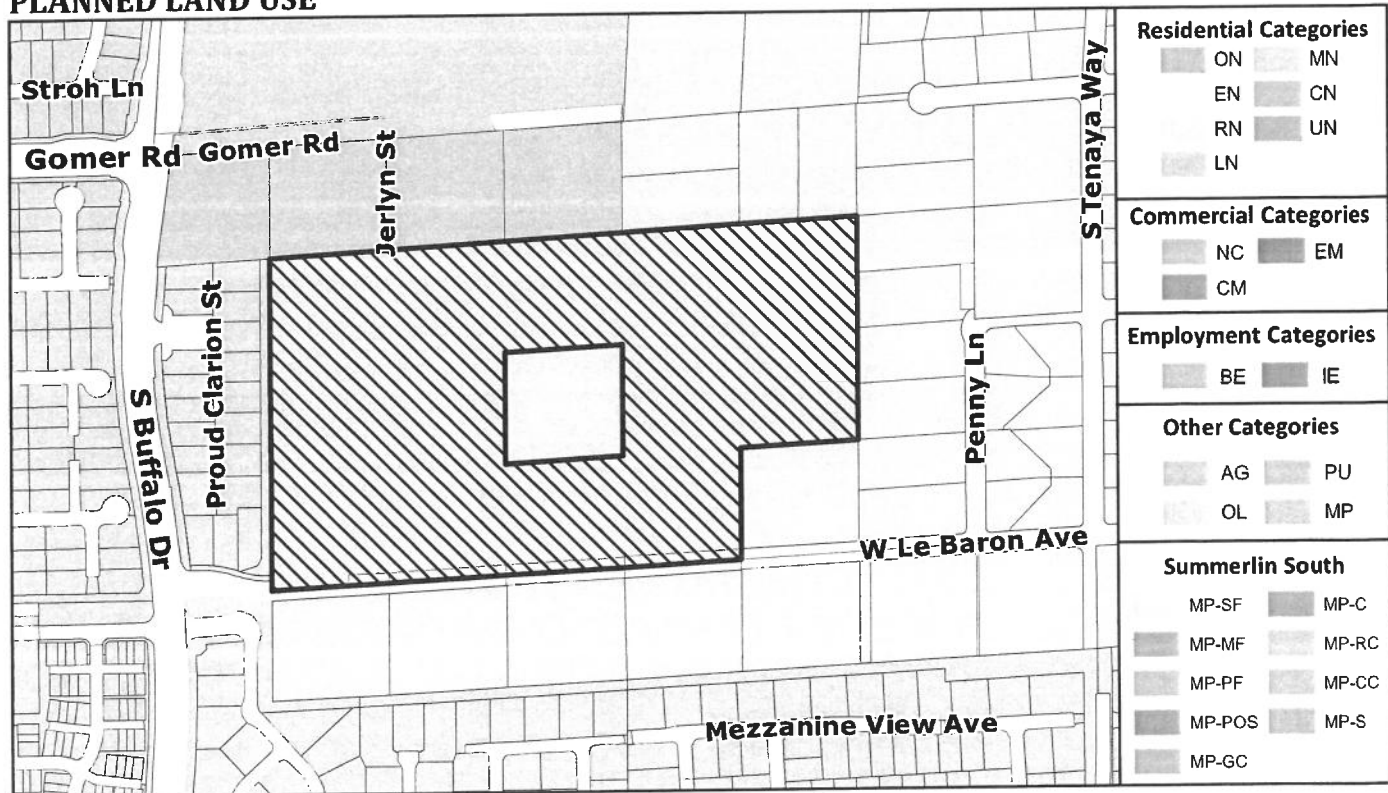 PLANNED LAND USE
Stroh Ln
Gomer Rd
Gomer Rd
Jerlyn St
S Tenaya Way
Proud Clarion St
S Buffalo Dr
Penny Ln
W Le Baron Ave
Mezzanine View Ave
Residential Categories
ON MN
EN CN
RN UN
LN
Commercial Categories
NC EM
CM
Employment Categories
BE IE
Other Categories
AG PU
OL MP
Summerlin South
MP-SF MP-C
MP-MF MP-RC
MP-PF MP-CC
MP-POS MP-S
MP-GC